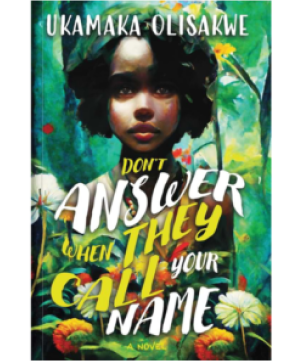 UKAMAKA OLISAKWE
DON'T
ANSWER
WHEN THEY
CALL YOUR
NAME
A NOVEL